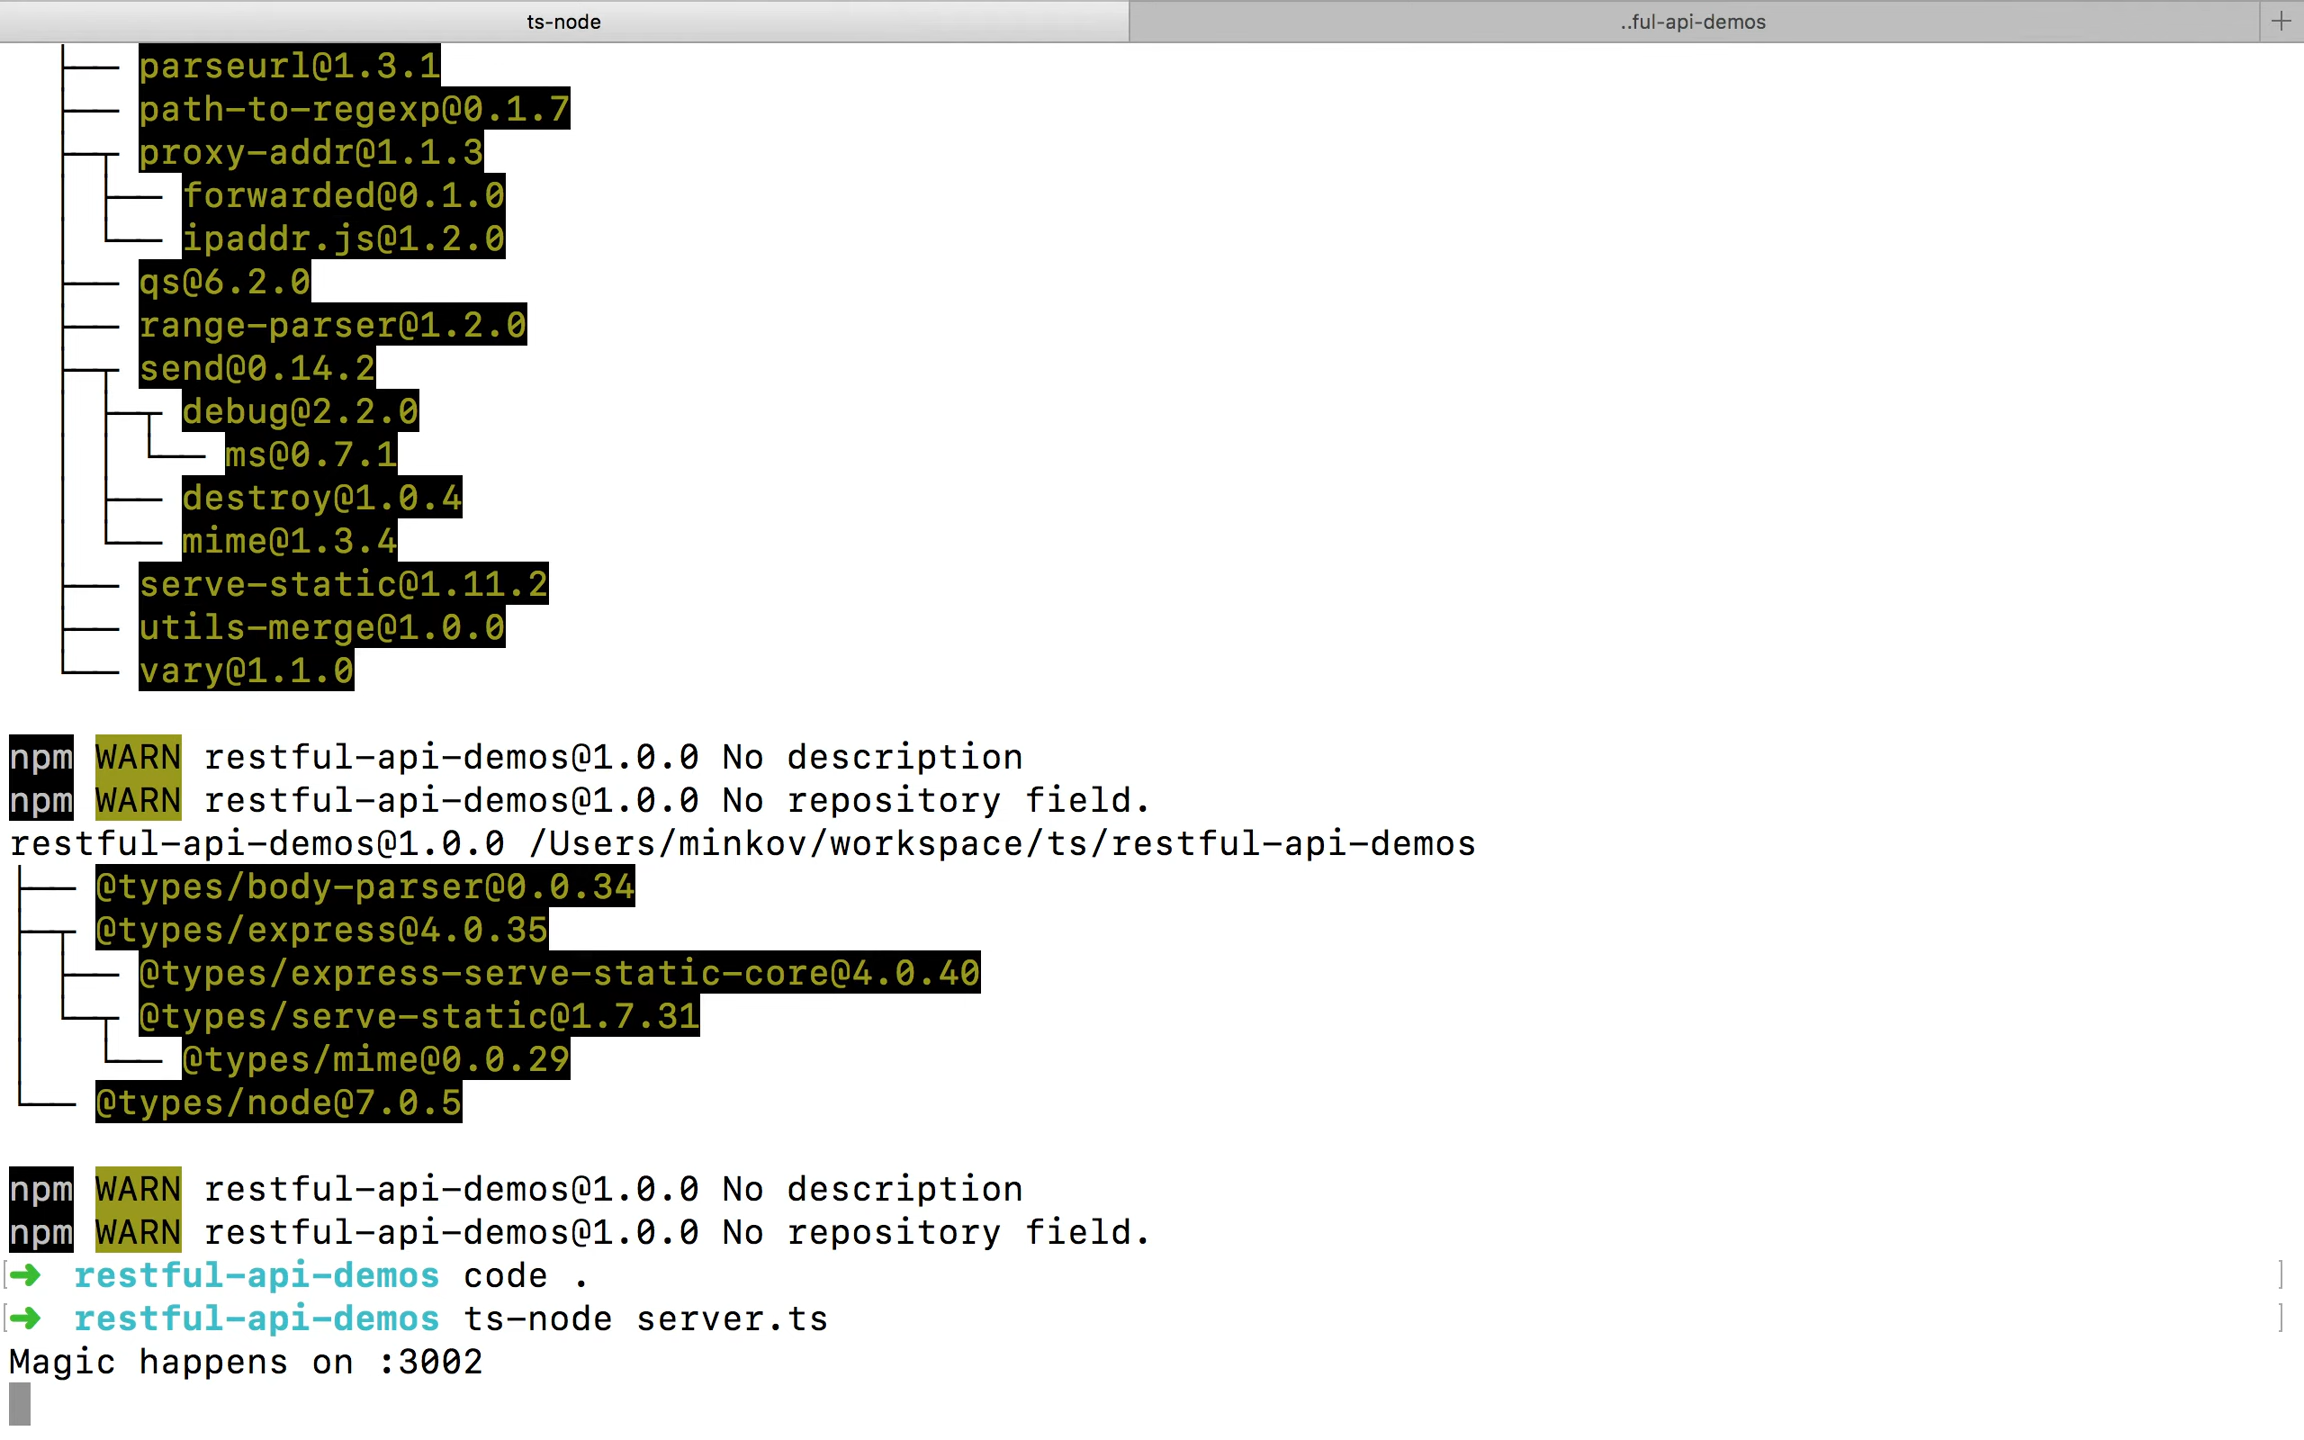 ts-node
..ful-api-demos
+
├── parseurl@1.3.1
├── path-to-regexp@0.1.7
├─┬ proxy-addr@1.1.3
│ ├── forwarded@0.1.0
│ └── ipaddr.js@1.2.0
├── qs@6.2.0
├── range-parser@1.2.0
├─┬ send@0.14.2
│ ├─┬ debug@2.2.0
│ │ └── ms@0.7.1
│ ├── destroy@1.0.4
│ └── mime@1.3.4
├── serve-static@1.11.2
├── utils-merge@1.0.0
└── vary@1.1.0
npm WARN restful-api-demos@1.0.0 No description
npm WARN restful-api-demos@1.0.0 No repository field.
restful-api-demos@1.0.0 /Users/minkov/workspace/ts/restful-api-demos
├── @types/body-parser@0.0.34
├─┬ @types/express@4.0.35
│ ├── @types/express-serve-static-core@4.0.40
│ └─┬ @types/serve-static@1.7.31
│   └── @types/mime@0.0.29
└── @types/node@7.0.5
npm WARN restful-api-demos@1.0.0 No description
npm WARN restful-api-demos@1.0.0 No repository field.
[➜ restful-api-demos code . ]
[➜ restful-api-demos ts-node server.ts ]
Magic happens on :3002